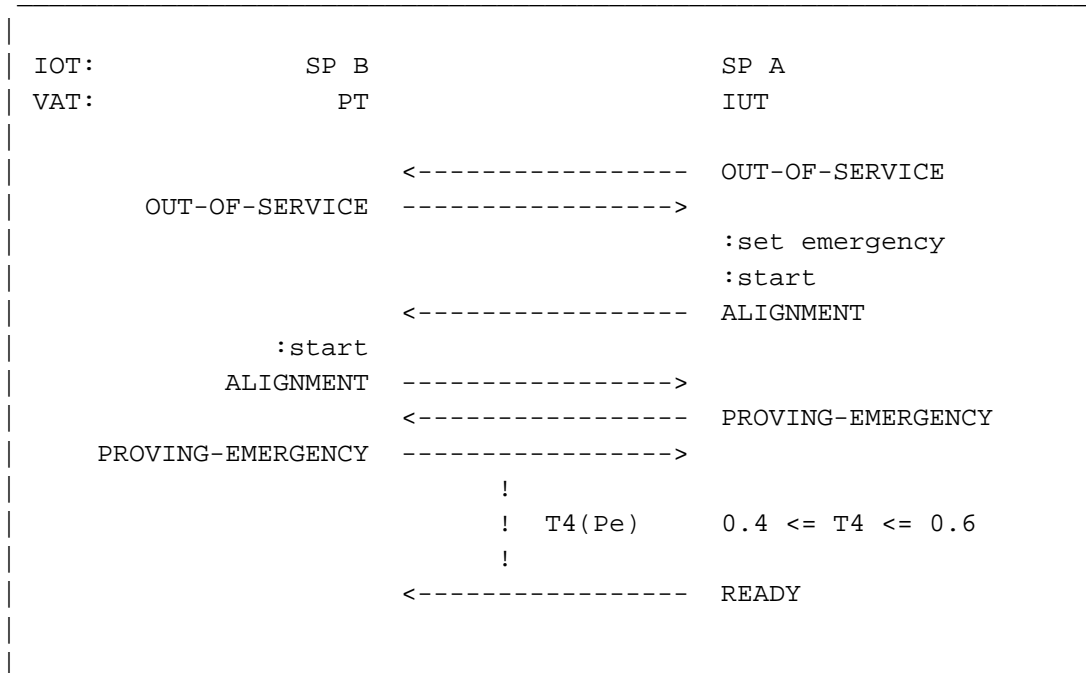 IOT: SP B SP A
VAT: PT IUT
<----------------- OUT-OF-SERVICE
OUT-OF-SERVICE ----------------->
:set emergency
:start
<----------------- ALIGNMENT
:start
ALIGNMENT ----------------->
<----------------- PROVING-EMERGENCY
PROVING-EMERGENCY ----------------->
!
! T4(Pe) 0.4 <= T4 <= 0.6
!
<----------------- READY